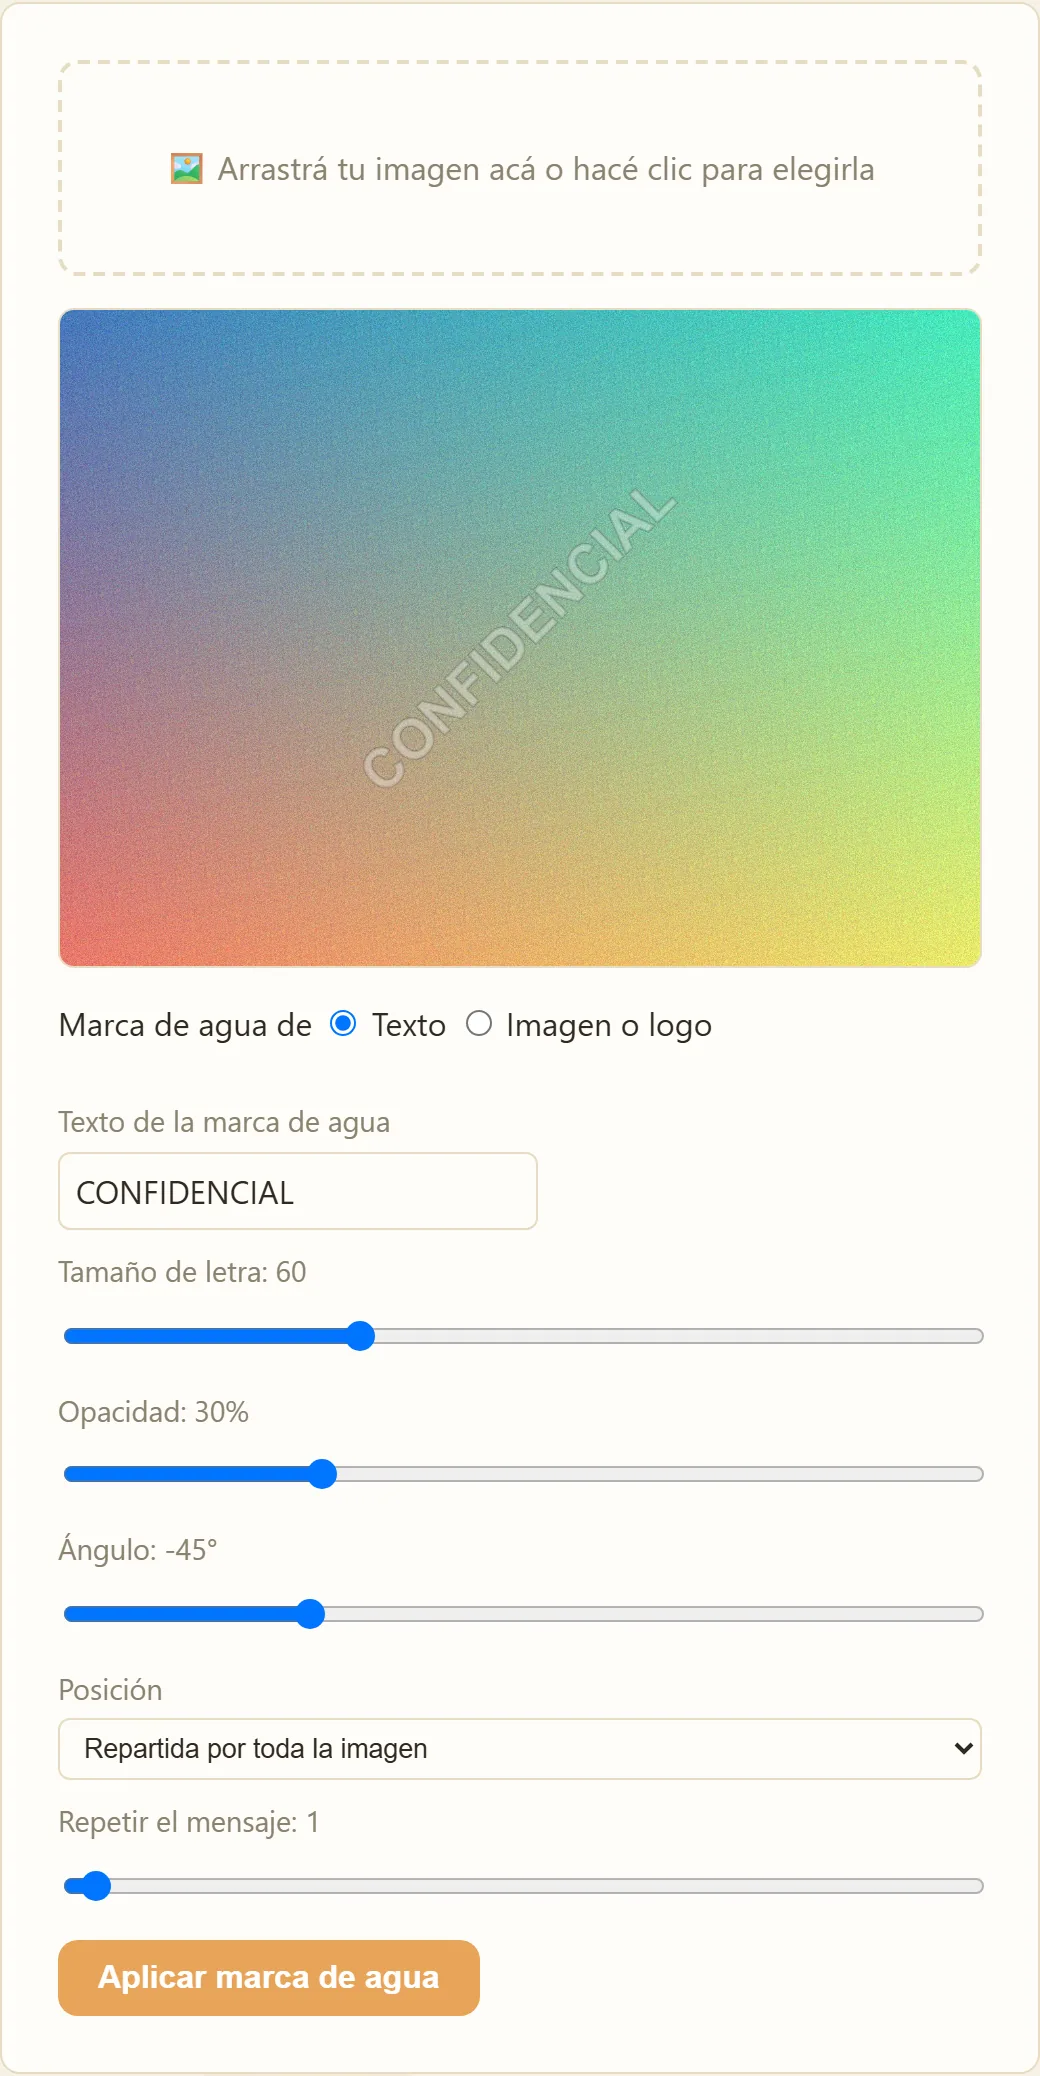 Arrastrá tu imagen acá o hacé clic para elegirla
CONFIDENCIAL
Marca de agua de Texto Imagen o logo
Texto de la marca de agua
CONFIDENCIAL
Tamaño de letra: 60
Opacidad: 30%
Ángulo: -45°
Posición
Repartida por toda la imagen
Repetir el mensaje: 1
Aplicar marca de agua